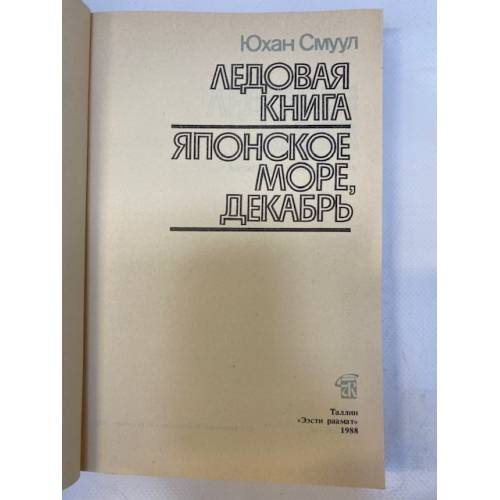 Юхан Смуул
ЛЕДОВАЯ
КНИГА
ЯПОНСКОЕ
МОРЕ,
ДЕКАБРЬ
Таллин
«Ээсти раамат»
1988